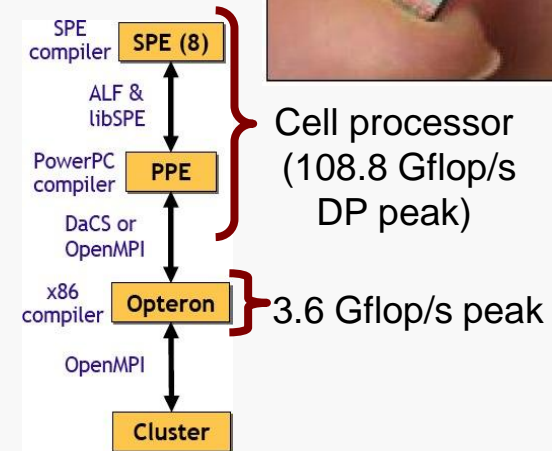 SPE
compiler
SPE (8)
ALF &
libSPE
PowerPC
compiler
PPE
Cell processor
(108.8 Gflop/s
DP peak)
DaCS or
OpenMPI
x86
compiler
Opteron
3.6 Gflop/s peak
OpenMPI
Cluster